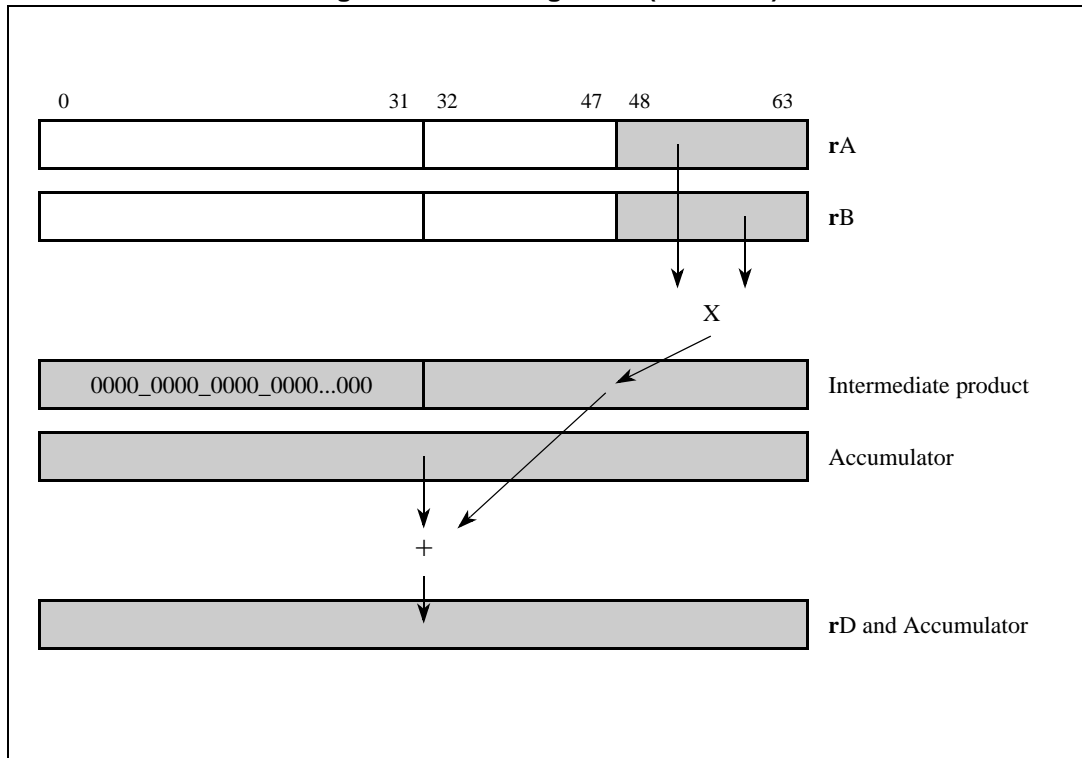 0 31 32 47 48 63
rA
rB
X
0000_0000_0000_0000...000 Intermediate product
Accumulator
+
rD and Accumulator